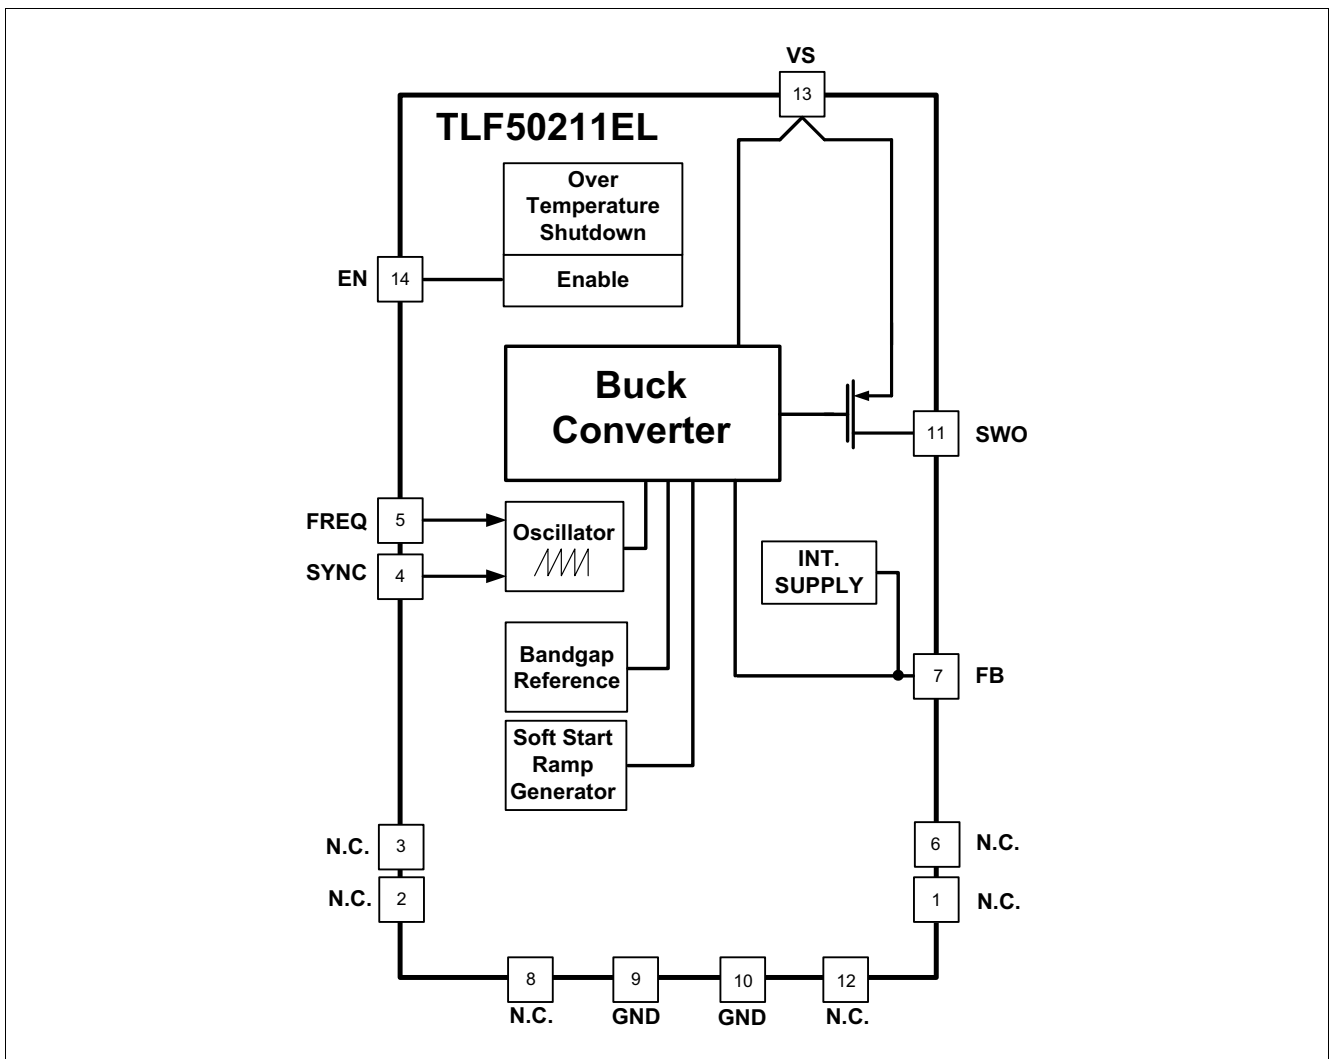 VS
13
TLF50211EL
Over
Temperature
Shutdown
EN
14
Enable
Buck
Converter
11
SWO
FREQ
5
Oscillator
SYNC
4
INT.
SUPPLY
Bandgap
Reference
7
FB
Soft Start
Ramp
Generator
N.C.
3
6
N.C.
N.C.
2
1
N.C.
8
9
10
12
N.C.
GND
GND
N.C.